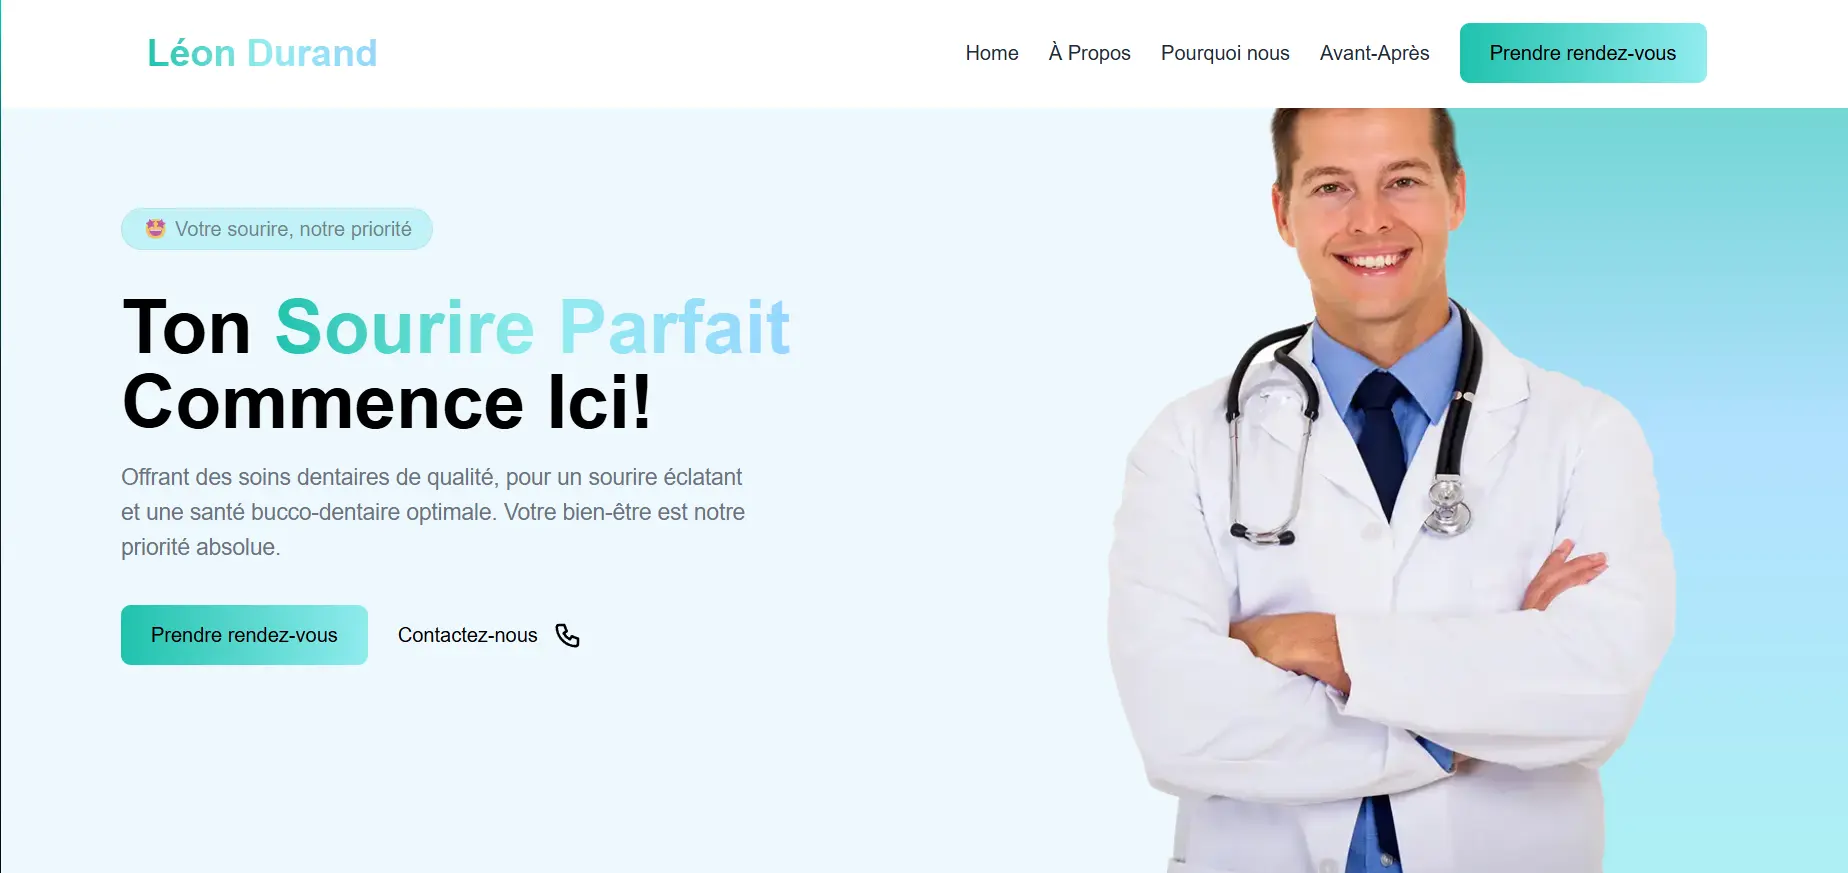 Léon Durand
Home
À Propos
Pourquoi nous
Avant-Après
Prendre rendez-vous
🤩 Votre sourire, notre priorité
Ton Sourire Parfait
Commence Ici!
Offrant des soins dentaires de qualité, pour un sourire éclatant
et une santé bucco-dentaire optimale. Votre bien-être est notre
priorité absolue.
Prendre rendez-vous
Contactez-nous